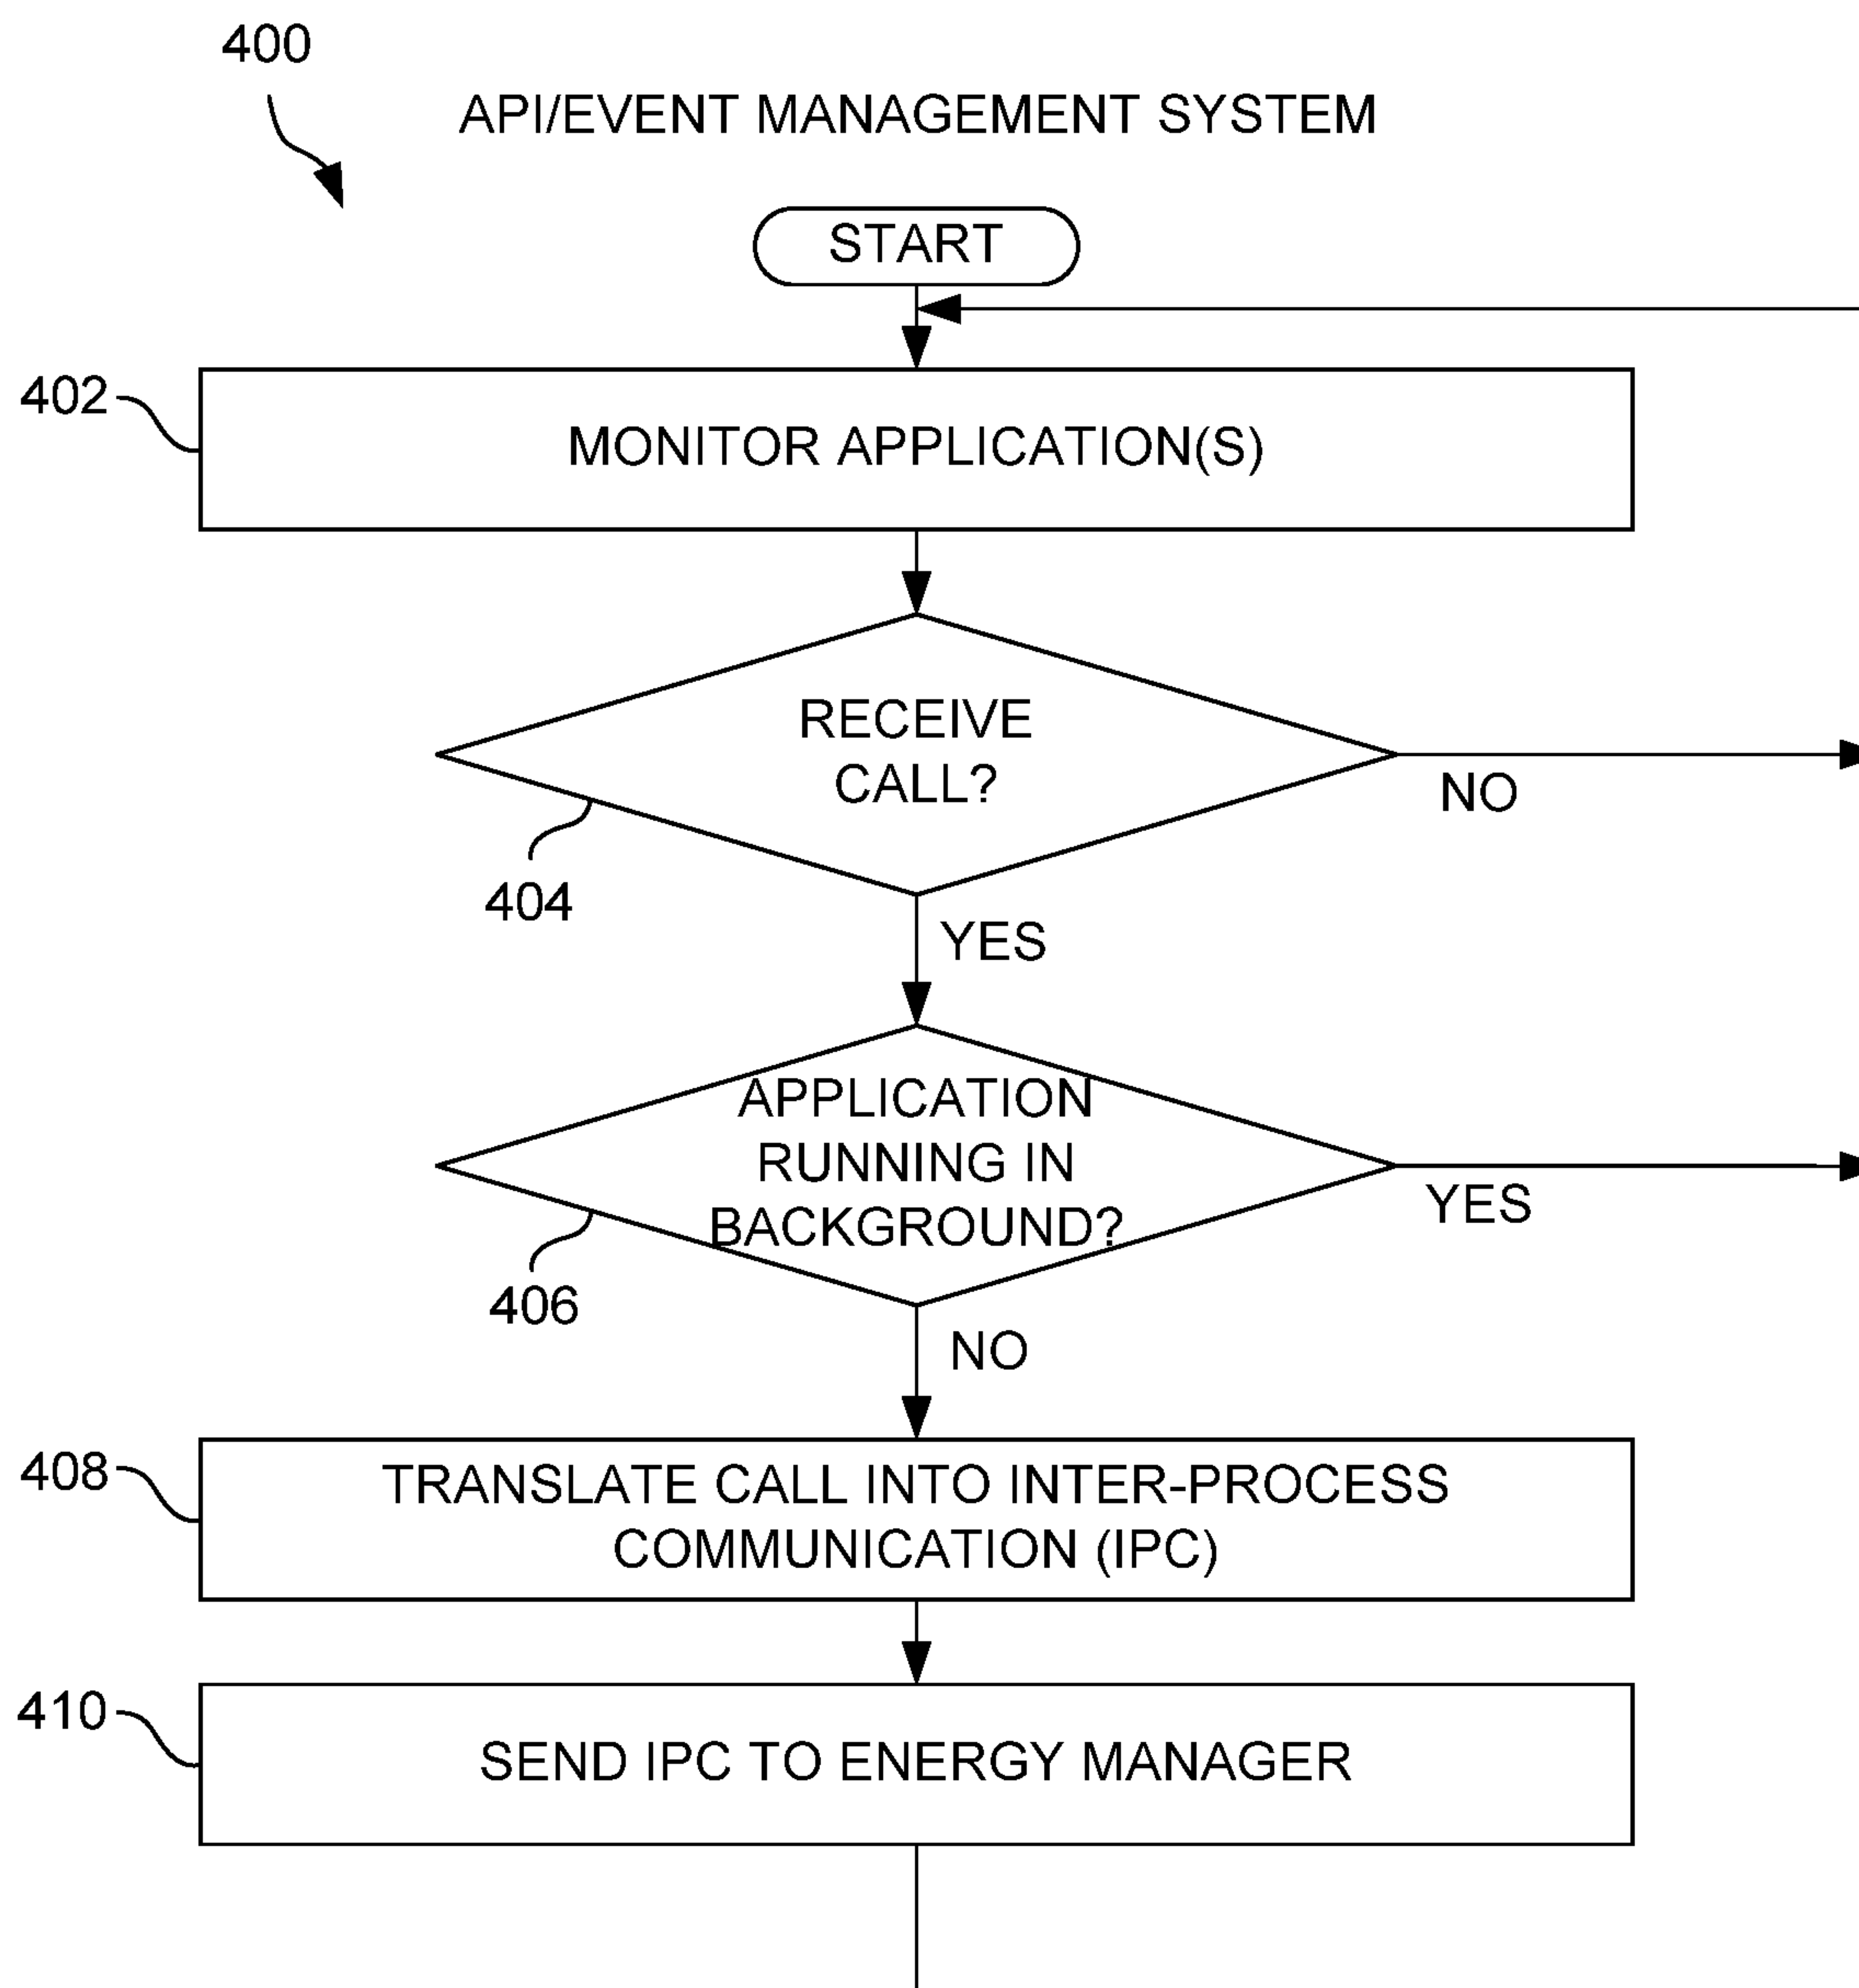 400
API/EVENT MANAGEMENT SYSTEM
START
402
MONITOR APPLICATION(S)
RECEIVE
CALL?
NO
404
YES
APPLICATION
RUNNING IN
BACKGROUND?
YES
406
NO
408
TRANSLATE CALL INTO INTER-PROCESS
COMMUNICATION (IPC)
410
SEND IPC TO ENERGY MANAGER